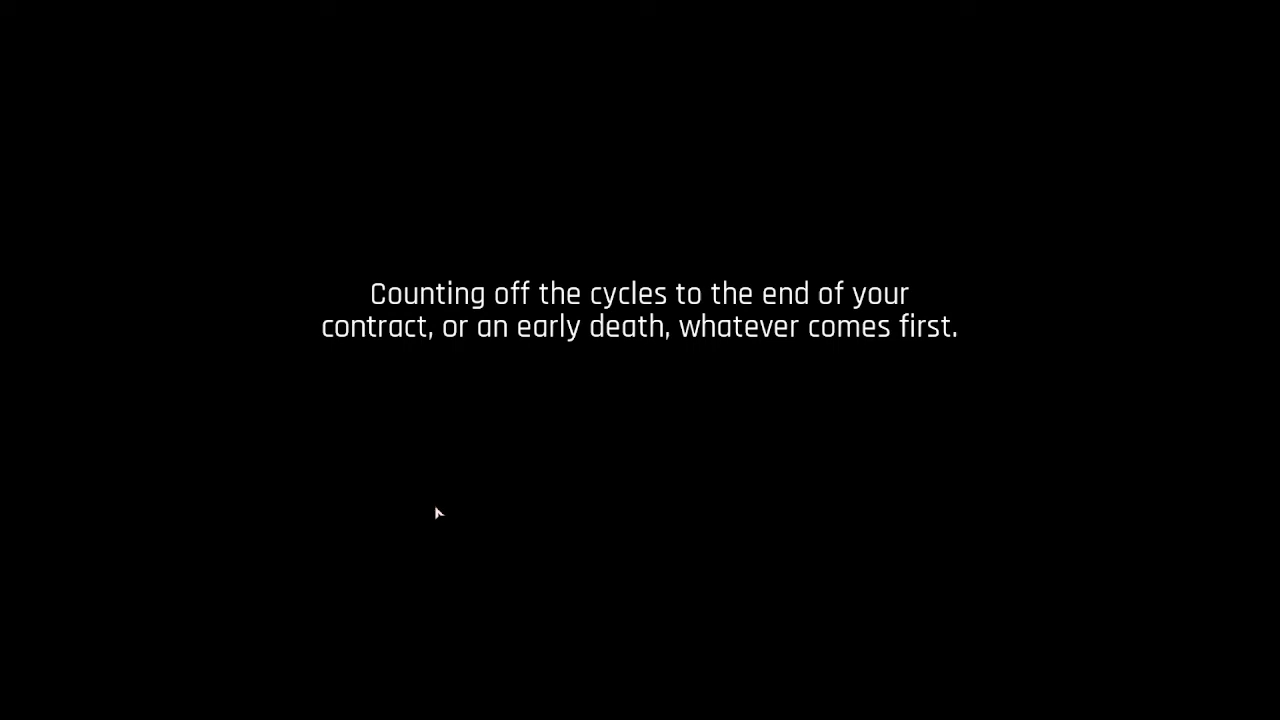 Counting off the cycles to the end of your
contract, or an early death, whatever comes first.